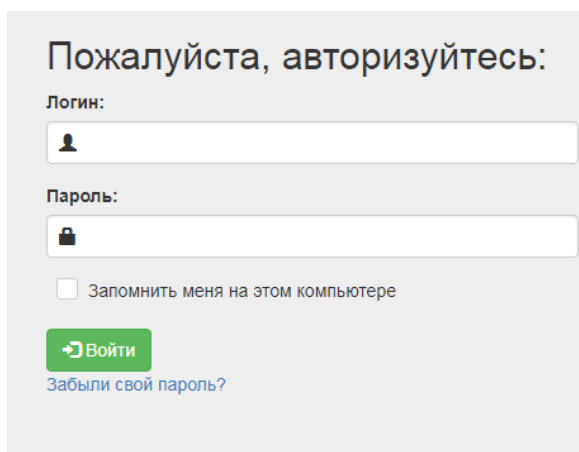 Пожалуйста, авторизуйтесь:
Логин:
Пароль:
Запомнить меня на этом компьютере
Войти
Забыли свой пароль?